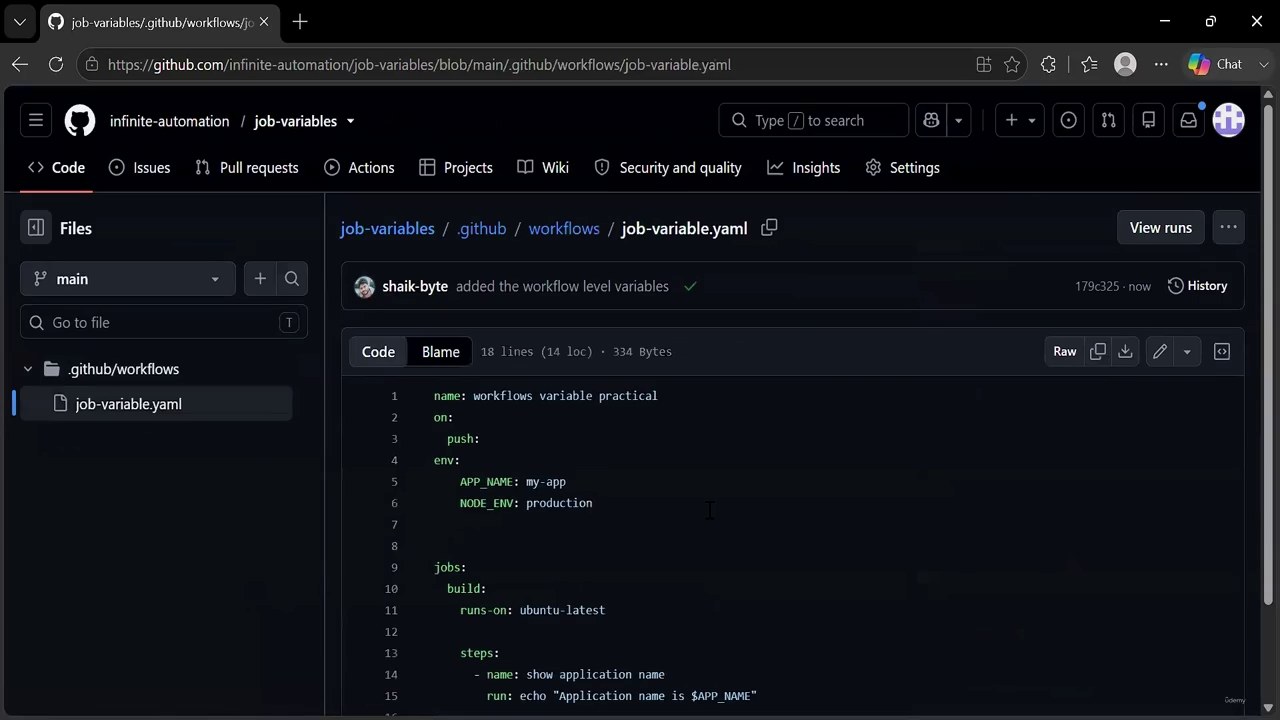 job-variables/.github/workflows/jo
https://github.com/infinite-automation/job-variables/blob/main/.github/workflows/job-variable.yaml
Chat
infinite-automation / job-variables
Type / to search
Code
Issues
Pull requests
Actions
Projects
Wiki
Security and quality
Insights
Settings
Files
main
Go to file
T
.github/workflows
job-variable.yaml
job-variables / .github / workflows / job-variable.yaml
View runs
shaik-byte added the workflow level variables
179c325 · now
History
Code
Blame
18 lines (14 loc) · 334 Bytes
Raw
1 name: workflows variable practical
2 on:
3 push:
4 env:
5 APP_NAME: my-app
6 NODE_ENV: production
7
8
9 jobs:
10 build:
11 runs-on: ubuntu-latest
12
13 steps:
14 - name: show application name
15 run: echo "Application name is $APP_NAME"
Udemy